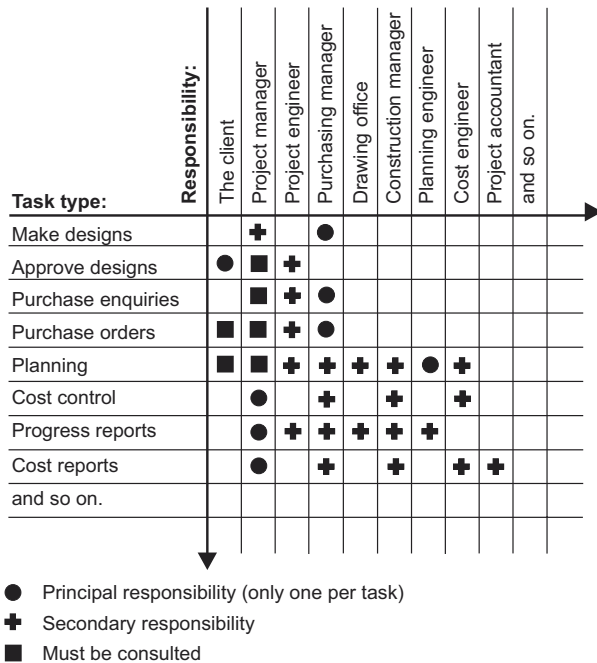 Responsibility:
The client
Project manager
Project engineer
Purchasing manager
Drawing office
Construction manager
Planning engineer
Cost engineer
Project accountant
and so on.
Task type:
Make designs
Approve designs
Purchase enquiries
Purchase orders
Planning
Cost control
Progress reports
Cost reports
and so on.
Principal responsibility (only one per task)
Secondary responsibility
Must be consulted